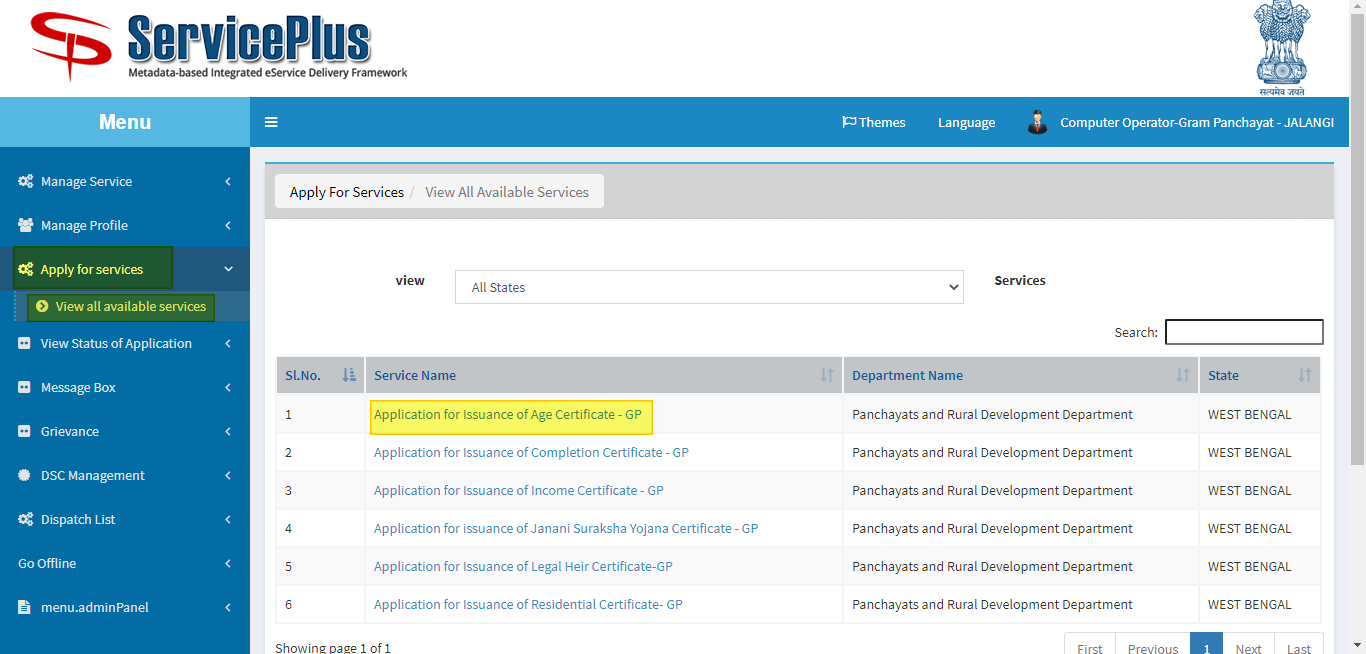 ServicePlus
Metadata-based Integrated eService Delivery Framework
सत्यमेव जयते
Menu
Themes
Language
Computer Operator-Gram Panchayat - JALANGI
Manage Service
Manage Profile
Apply for services
View all available services
View Status of Application
Message Box
Grievance
DSC Management
Dispatch List
Go Offline
menu.adminPanel
Apply For Services / View All Available Services
view All States Services
Search:
Sl.No. Service Name Department Name State
1 Application for Issuance of Age Certificate - GP Panchayats and Rural Development Department WEST BENGAL
2 Application for Issuance of Completion Certificate - GP Panchayats and Rural Development Department WEST BENGAL
3 Application for Issuance of Income Certificate - GP Panchayats and Rural Development Department WEST BENGAL
4 Application for issuance of Janani Suraksha Yojana Certificate - GP Panchayats and Rural Development Department WEST BENGAL
5 Application for Issuance of Legal Heir Certificate-GP Panchayats and Rural Development Department WEST BENGAL
6 Application for Issuance of Residential Certificate- GP Panchayats and Rural Development Department WEST BENGAL
Showing page 1 of 1
First Previous 1 Next Last